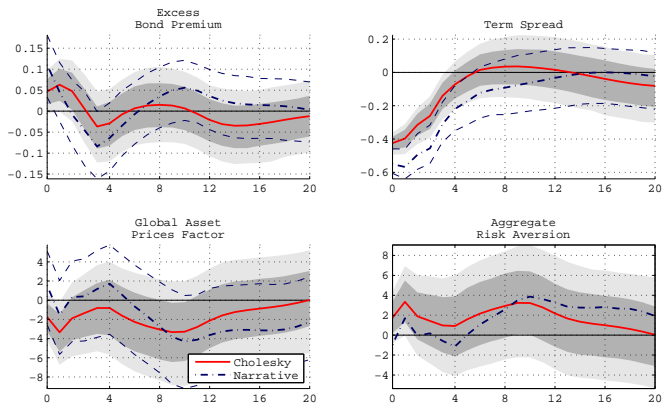 Excess
Bond Premium
0.15
0.1
0.05
0
−0.05
−0.1
−0.15
0 4 8 12 16 20
Term Spread
0.2
0
−0.2
−0.4
−0.6
0 4 8 12 16 20
Global Asset
Prices Factor
4
2
0
−2
−4
−6
−8
0 4 8 12 16 20
Cholesky
Narrative
Aggregate
Risk Aversion
8
6
4
2
0
−2
−4
0 4 8 12 16 20